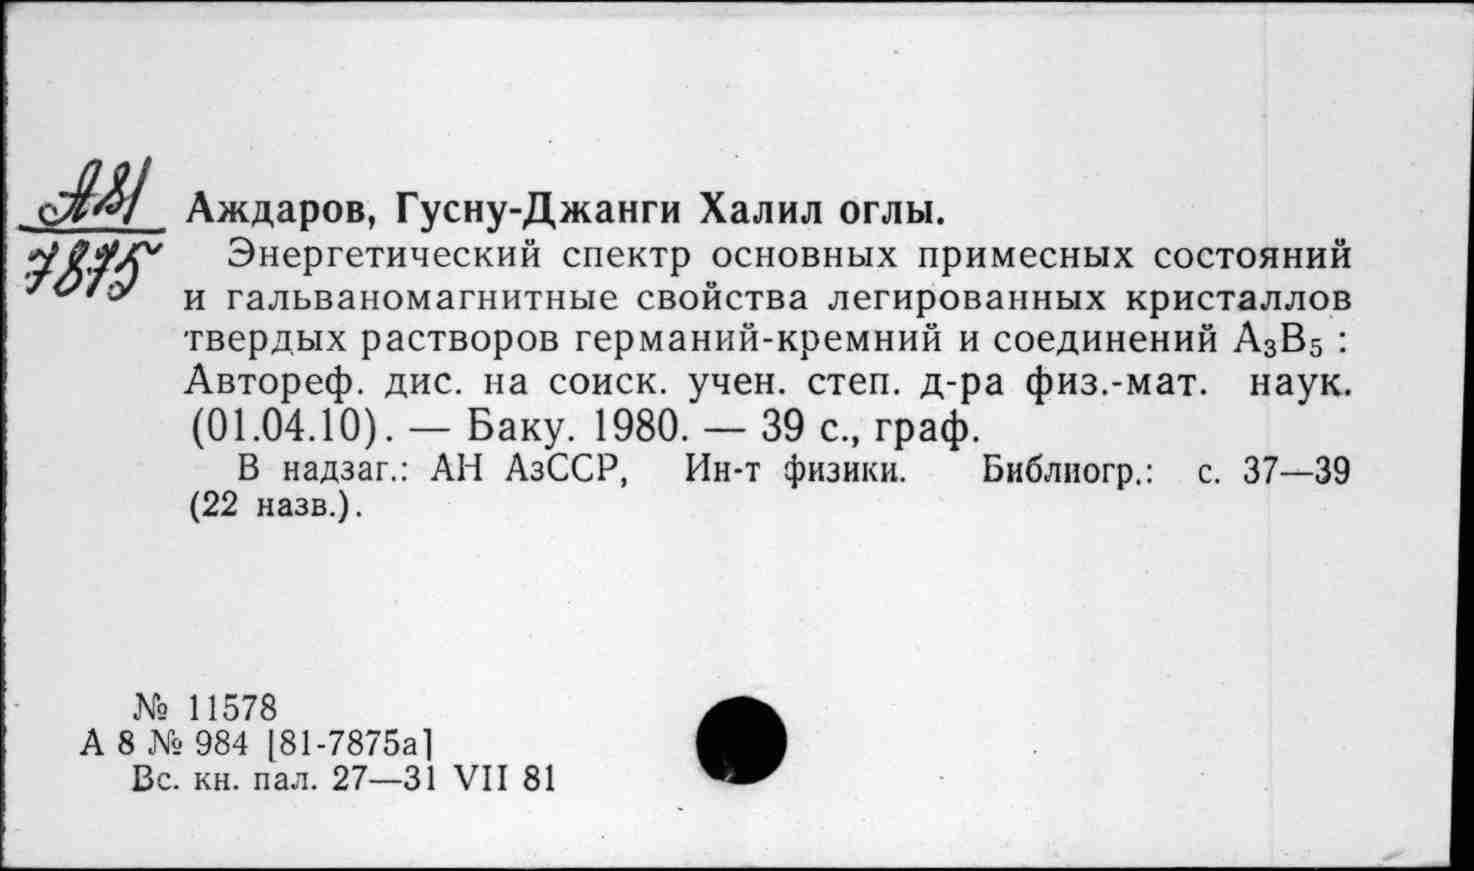 А81
7875
Аждаров, Гусну-Джанги Халил оглы.
Энергетический спектр основных примесных состояний
и гальваномагнитные свойства легированных кристаллов
твердых растворов германий-кремний и соединений А₃В₅ :
Автореф. дис. на соиск. учен. степ. д-ра физ.-мат. наук.
(01.04.10). — Баку. 1980. — 39 с., граф.
В надзаг.: АН АзССР, Ин-т физики. Библиогр.: с. 37—39
(22 назв.).
№ 11578
А 8 № 984 [81-7875а]
Вс. кн. пал. 27—31 VII 81